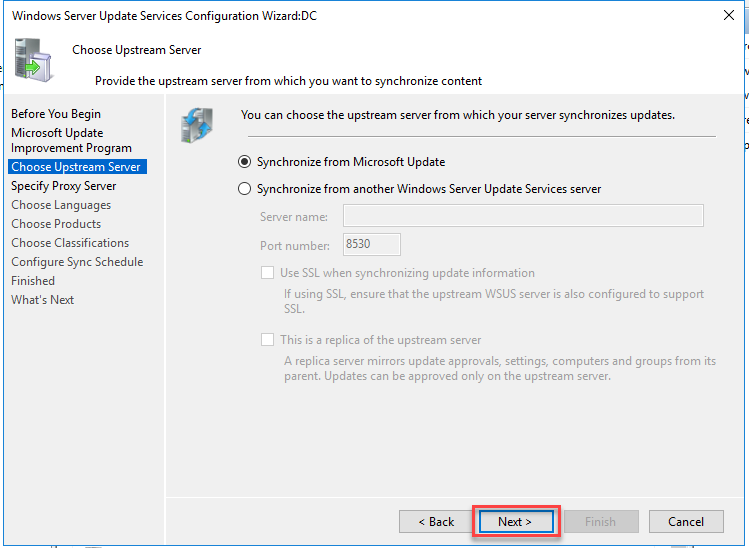 Windows Server Update Services Configuration Wizard:DC
Choose Upstream Server
Provide the upstream server from which you want to synchronize content
Before You Begin
Microsoft Update
Improvement Program
Choose Upstream Server
Specify Proxy Server
Choose Languages
Choose Products
Choose Classifications
Configure Sync Schedule
Finished
What's Next
You can choose the upstream server from which your server synchronizes updates.
Synchronize from Microsoft Update
Synchronize from another Windows Server Update Services server
Server name:
Port number: 8530
Use SSL when synchronizing update information
If using SSL, ensure that the upstream WSUS server is also configured to support
SSL.
This is a replica of the upstream server
A replica server mirrors update approvals, settings, computers and groups from its
parent. Updates can be approved only on the upstream server.
< Back Next > Finish Cancel